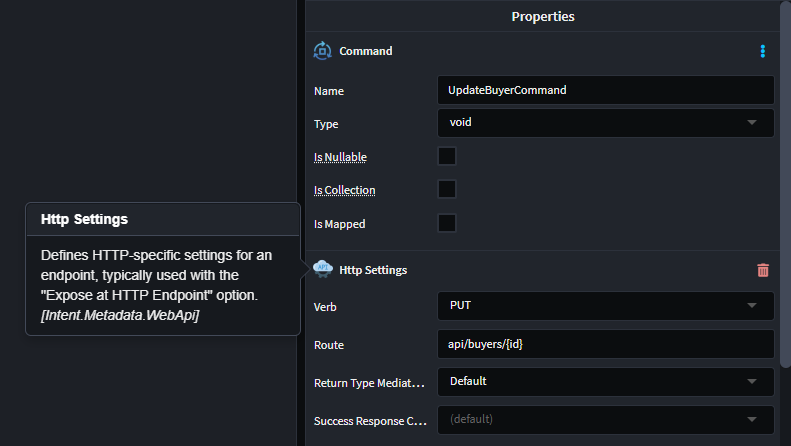 Properties
Command
Name
UpdateBuyerCommand
Type
void
Is Nullable
Is Collection
Is Mapped
Http Settings
Defines HTTP-specific settings for an
endpoint, typically used with the
"Expose at HTTP Endpoint" option.
[Intent.Metadata.WebApi]
API
Http Settings
Verb
PUT
Route
api/buyers/{id}
Return Type Mediat...
Default
Success Response C...
(default)